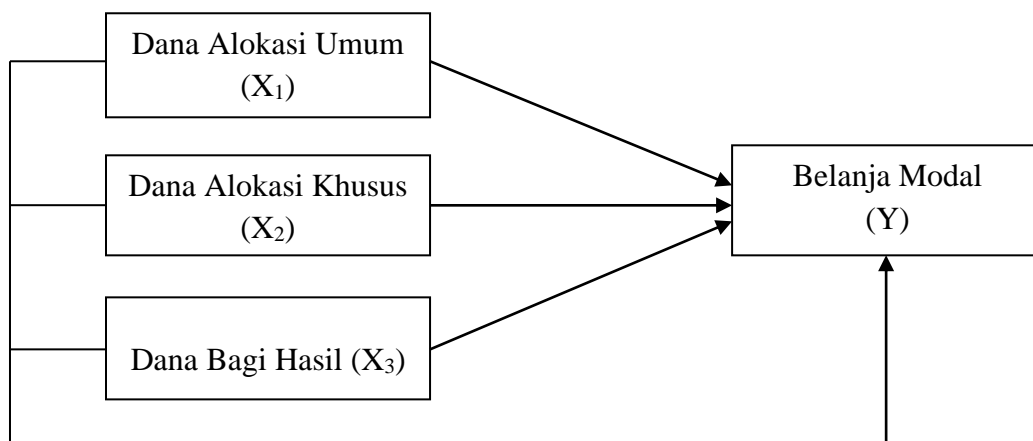 Dana Alokasi Umum
(X₁)
Dana Alokasi Khusus
(X₂)
Dana Bagi Hasil (X₃)
Belanja Modal
(Y)